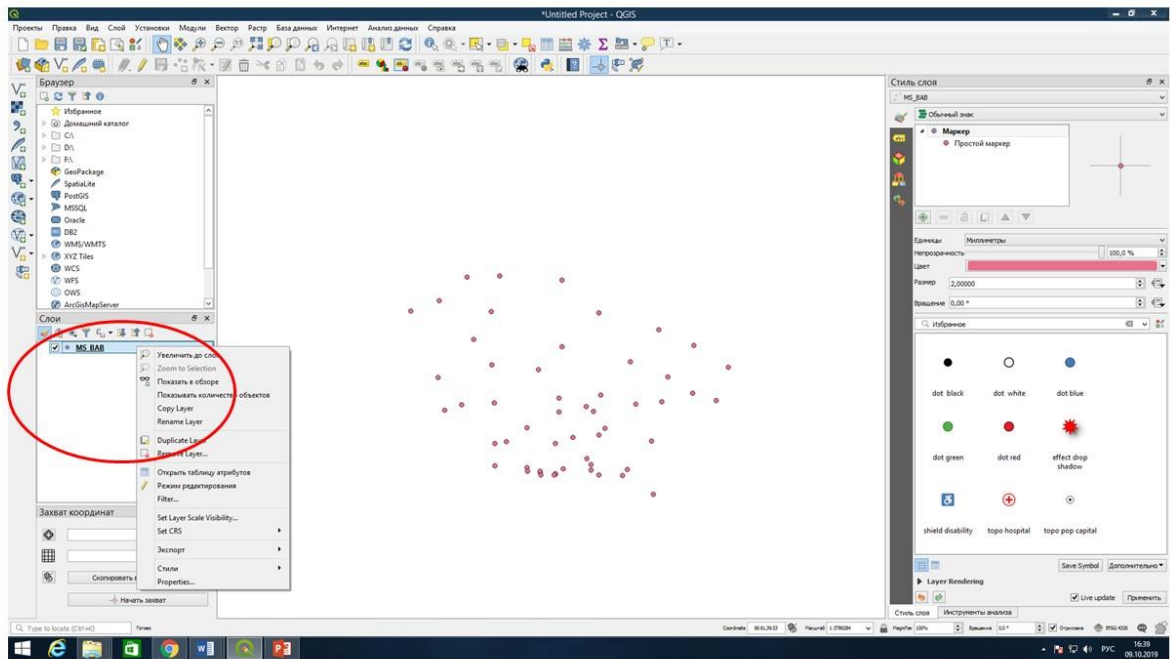 *Untitled Project - QGIS
Проекты Правка Вид Слой Установки Модули Вектор Растр База данных Интернет Анализ данных Справка
Браузер
Избранное
Домашний каталог
C:\
D:\
F:\
GeoPackage
SpatiaLite
PostGIS
MSSQL
Oracle
DB2
WMS/WMTS
XYZ Tiles
WCS
WFS
OWS
ArcGisMapServer
Слои
MS_BAB
Увеличить до слоя
Zoom to Selection
Показать в обзоре
Показывать количество объектов
Copy Layer
Rename Layer
Duplicate Layer
Remove Layer...
Открыть таблицу атрибутов
Режим редактирования
Filter...
Set Layer Scale Visibility...
Set CRS
Экспорт
Стили
Properties...
Захват координат
Скопировать в
Начать захват
Стиль слоя
MS_BAB
Обычный знак
Маркер
Простой маркер
Единицы Миллиметры
Непрозрачность 100,0 %
Цвет
Размер 2,00000
Вращение 0,00 °
Избранное
dot black dot white dot blue
dot green dot red effect drop shadow
shield disability topo hospital topo pop capital
Save Symbol Дополнительно
Layer Rendering
Live update Применить
Стиль слоя Инструменты анализа
Type to locate (Ctrl+K) Готово Coordinate Масштаб Magnifier 100% Вращение 0,0 ° Отрисовка
РУС
16:39
09.10.2019